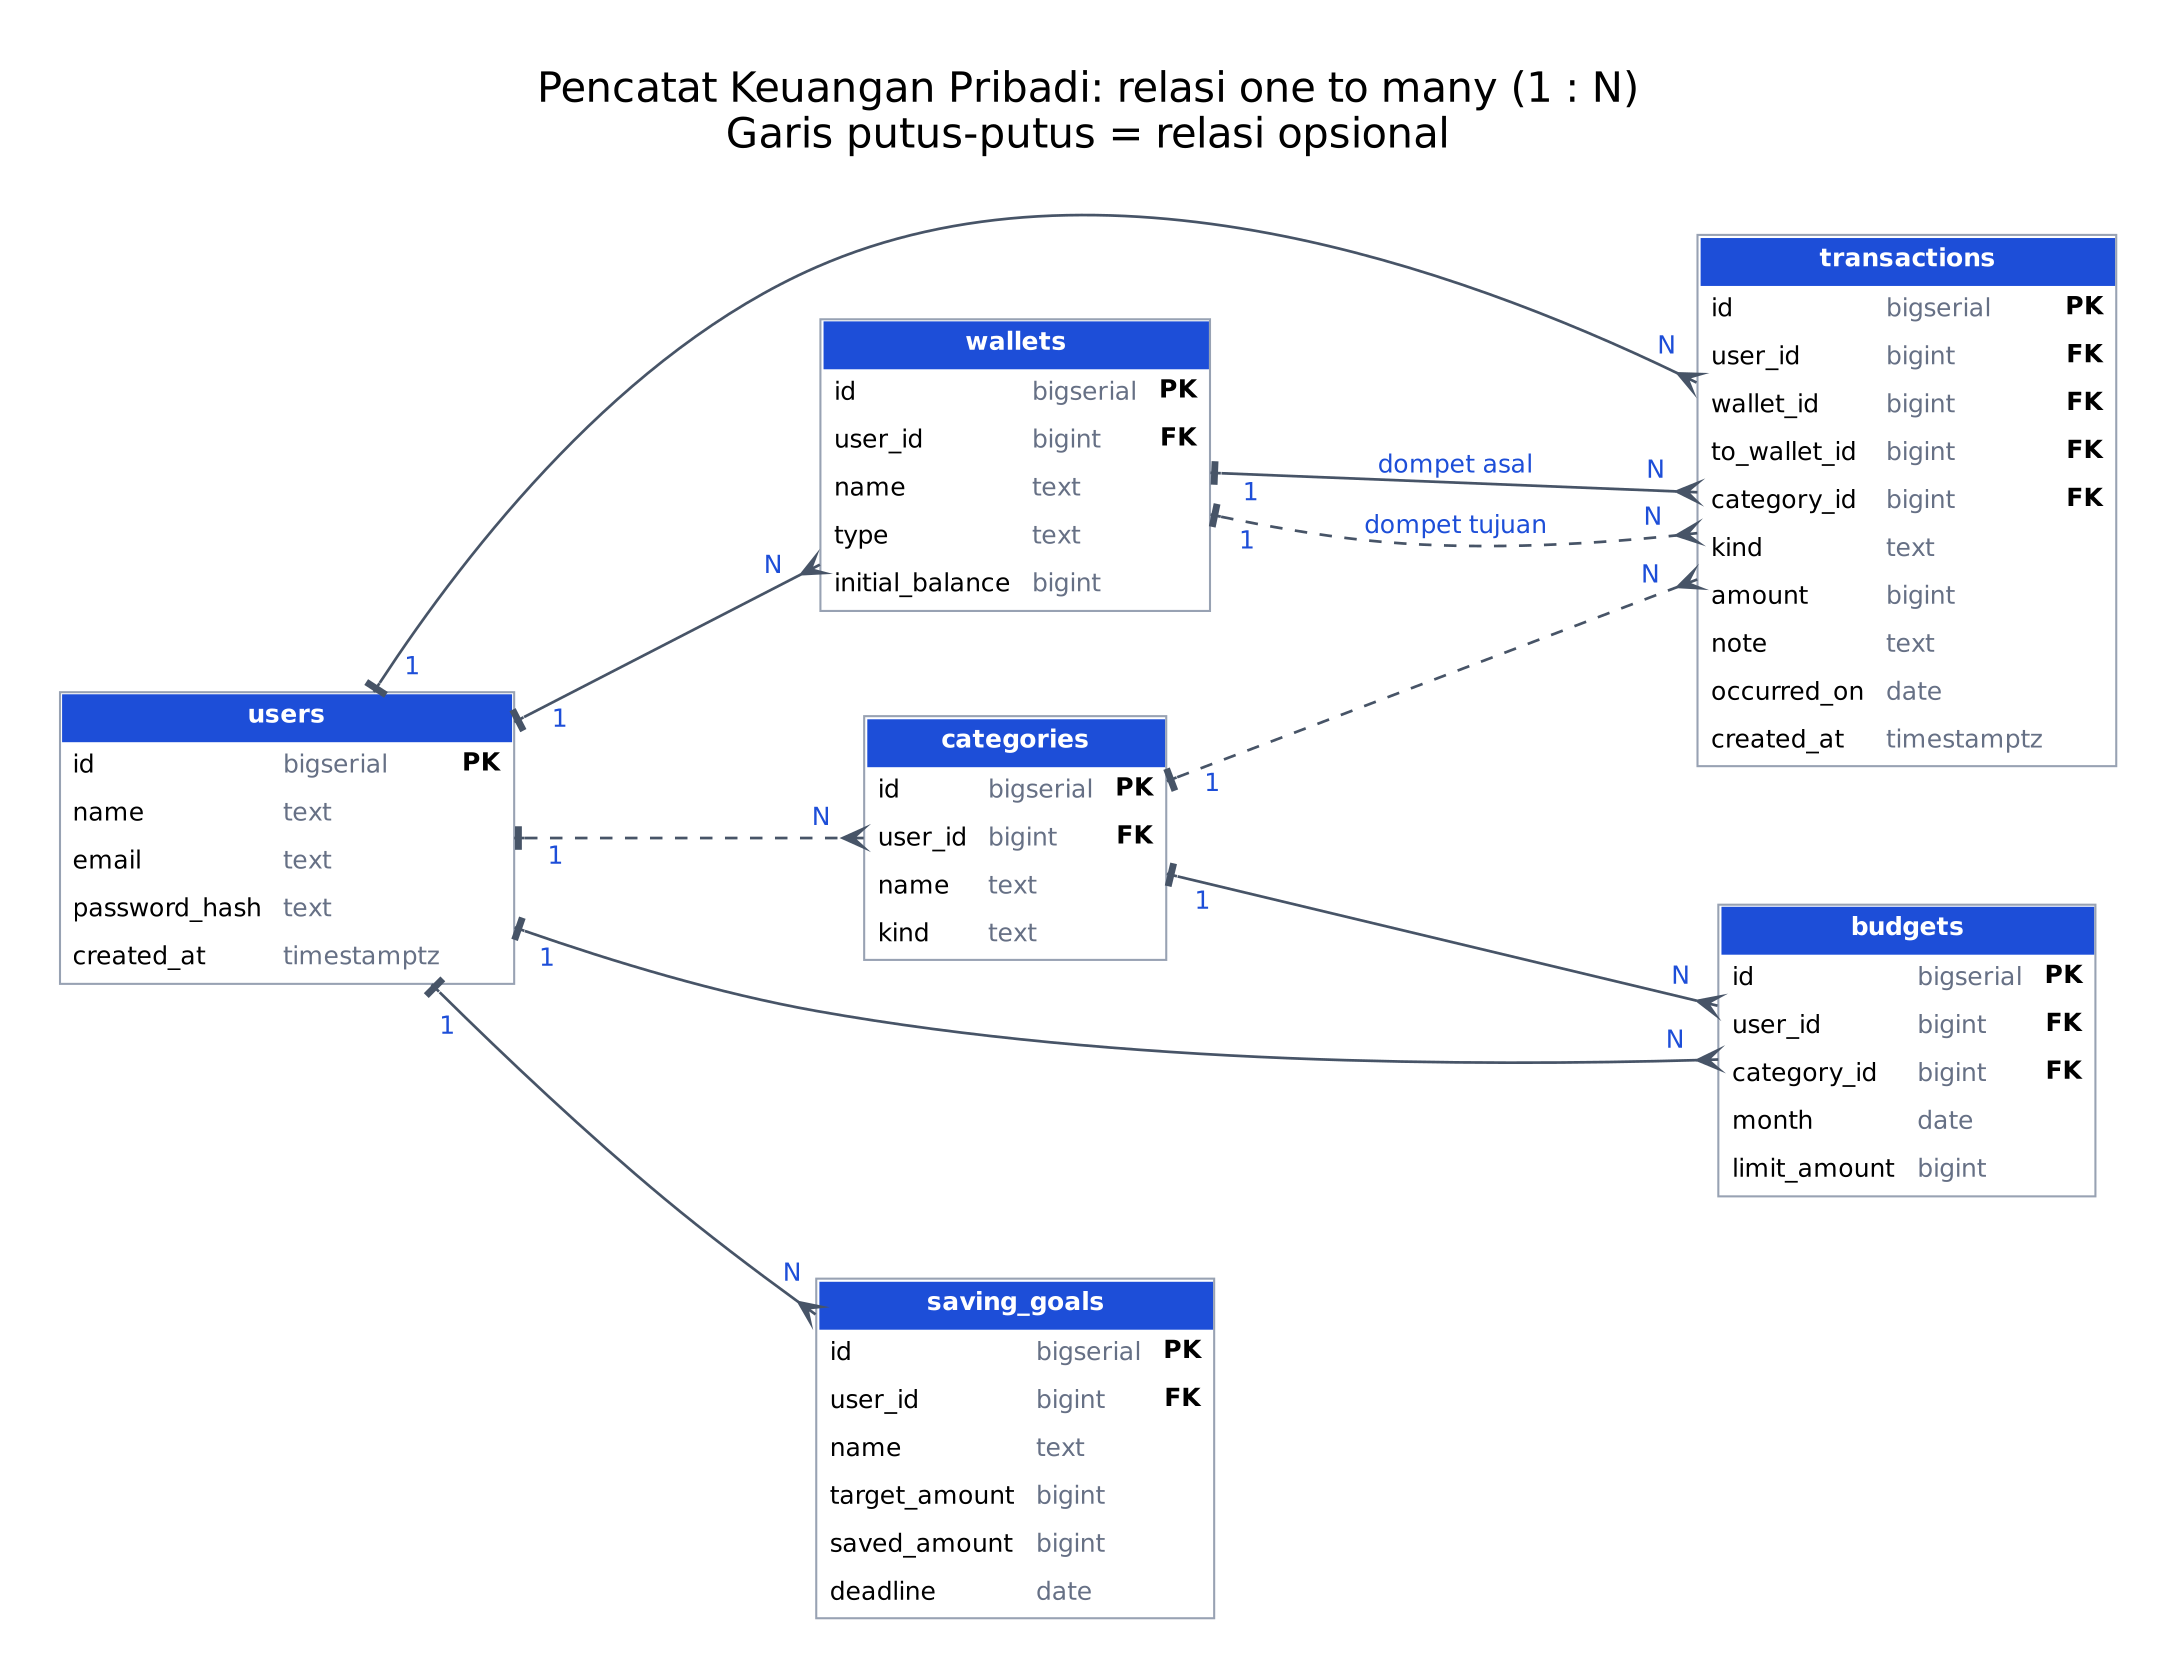 Pencatat Keuangan Pribadi: relasi one to many (1 : N)
Garis putus-putus = relasi opsional
transactions
id bigserial PK
user_id bigint FK
wallet_id bigint FK
to_wallet_id bigint FK
category_id bigint FK
kind text
amount bigint
note text
occurred_on date
created_at timestamptz
wallets
id bigserial PK
user_id bigint FK
name text
type text
initial_balance bigint
N
dompet asal
N
1
dompet tujuan
N
1
N
N
1
1
users
id bigserial PK
name text
email text
password_hash text
created_at timestamptz
categories
id bigserial PK
user_id bigint FK
name text
kind text
1
N
1
1
1
1
N
N
budgets
id bigserial PK
user_id bigint FK
category_id bigint FK
month date
limit_amount bigint
N
saving_goals
id bigserial PK
user_id bigint FK
name text
target_amount bigint
saved_amount bigint
deadline date